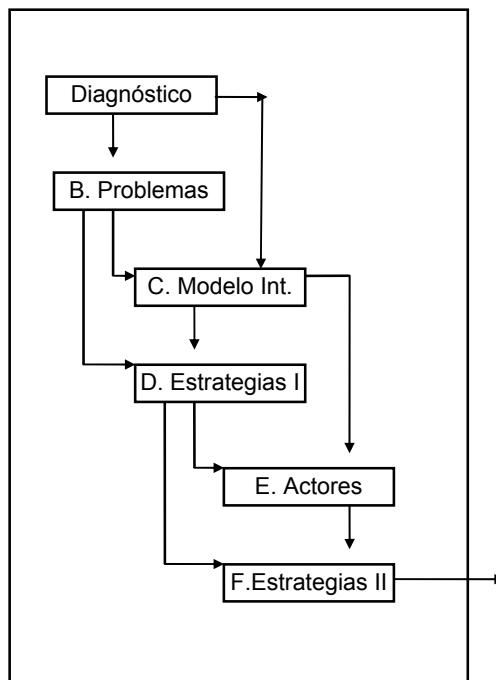 Diagnóstico
B. Problemas
C. Modelo Int.
D. Estrategias I
E. Actores
F.Estrategias II